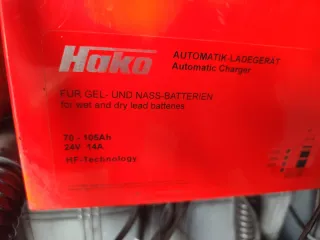 Hako
AUTOMATIK-LADEGERÄT
Automatic Charger
FÜR GEL- UND NASS-BATTERIEN
for wet and dry lead batteries
70 - 105Ah
24V 14A
HF-Technology